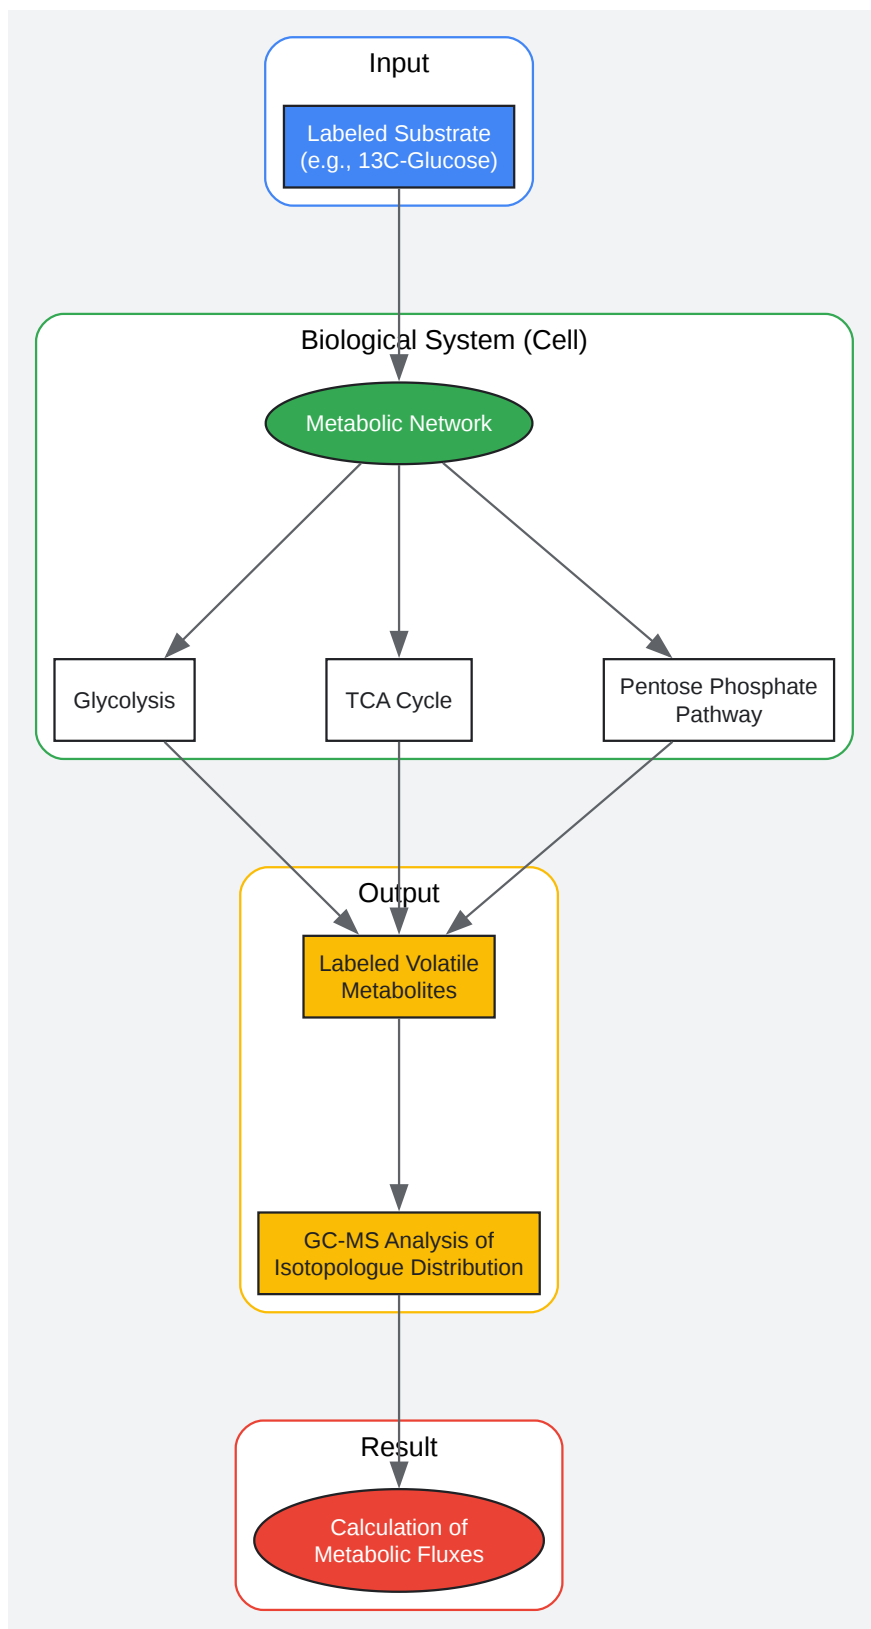 Input
Labeled Substrate
(e.g., 13C-Glucose)
Biological System (Cell)
Metabolic Network
Glycolysis
TCA Cycle
Pentose Phosphate
Pathway
Output
Labeled Volatile
Metabolites
GC-MS Analysis of
Isotopologue Distribution
Result
Calculation of
Metabolic Fluxes